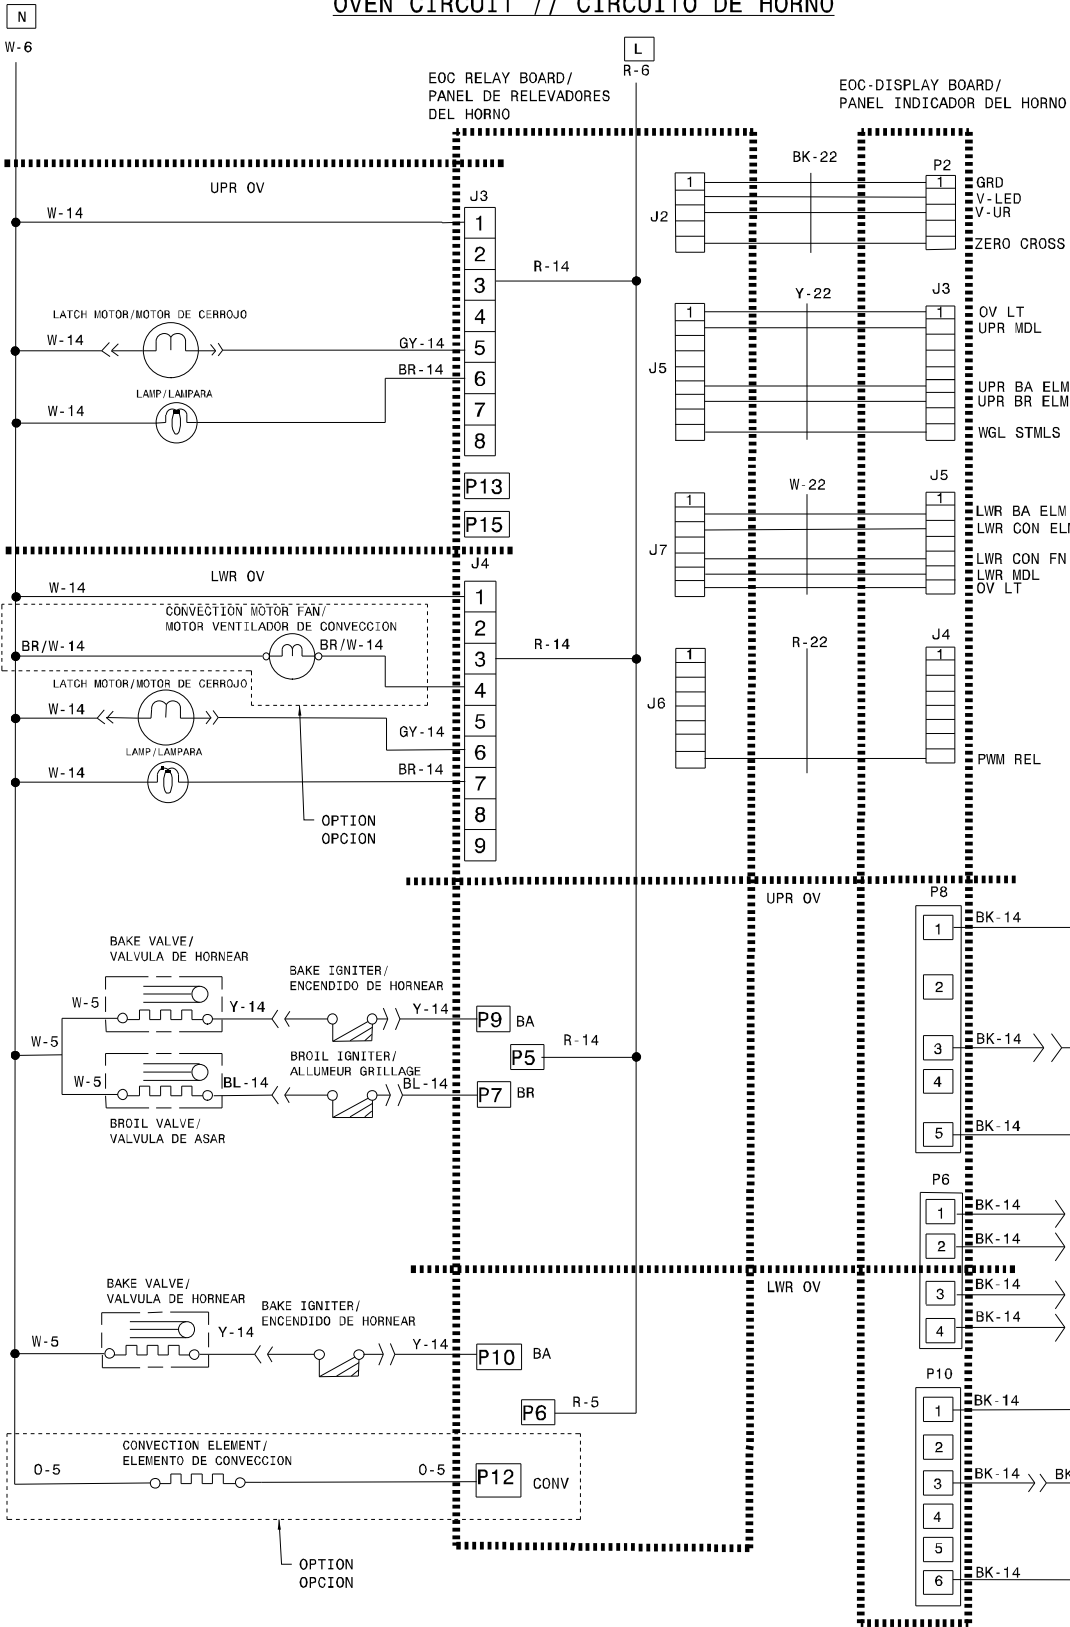 OVEN CIRCUIT // CIRCUITO DE HORNO
N
W-6
L
R-6
EOC RELAY BOARD/
PANEL DE RELEVADORES
DEL HORNO
EOC-DISPLAY BOARD/
PANEL INDICADOR DEL HORNO
UPR OV
W-14
J3
1
2
3
4
5
6
7
8
R-14
LATCH MOTOR/MOTOR DE CERROJO
W-14
GY-14
BR-14
LAMP/LAMPARA
W-14
P13
P15
J2
1
BK-22
P2
1
GRD
V-LED
V-UR
ZERO CROSS
J5
1
Y-22
J3
1
OV LT
UPR MDL
UPR BA ELM
UPR BR ELM
WGL STMLS
J7
1
W-22
J5
1
LWR BA ELM
LWR CON FN
LWR MDL
OV LT
J6
1
R-22
J4
1
PWM REL
LWR OV
W-14
J4
1
2
3
4
5
6
7
8
9
R-14
CONVECTION MOTOR FAN/
MOTOR VENTILADOR DE CONVECCION
BR/W-14
BR/W-14
LATCH MOTOR/MOTOR DE CERROJO
W-14
GY-14
LAMP/LAMPARA
W-14
BR-14
OPTION
OPCION
UPR OV
P8
1
2
3
4
5
BK-14
BK-14
BK-14
BAKE VALVE/
VALVULA DE HORNEAR
BAKE IGNITER/
ENCENDIDO DE HORNEAR
W-5
Y-14
Y-14
P9 BA
W-5
P5
R-14
BROIL IGNITER/
ALLUMEUR GRILLAGE
W-5
BL-14
BL-14
P7 BR
BROIL VALVE/
VALVULA DE ASAR
P6
1
2
3
4
BK-14
BK-14
BK-14
BK-14
LWR OV
BAKE VALVE/
VALVULA DE HORNEAR
BAKE IGNITER/
ENCENDIDO DE HORNEAR
W-5
Y-14
Y-14
P10 BA
P6
R-5
P10
1
2
3
4
5
6
BK-14
BK-14
BK-14
CONVECTION ELEMENT/
ELEMENTO DE CONVECCION
O-5
O-5
P12 CONV
OPTION
OPCION